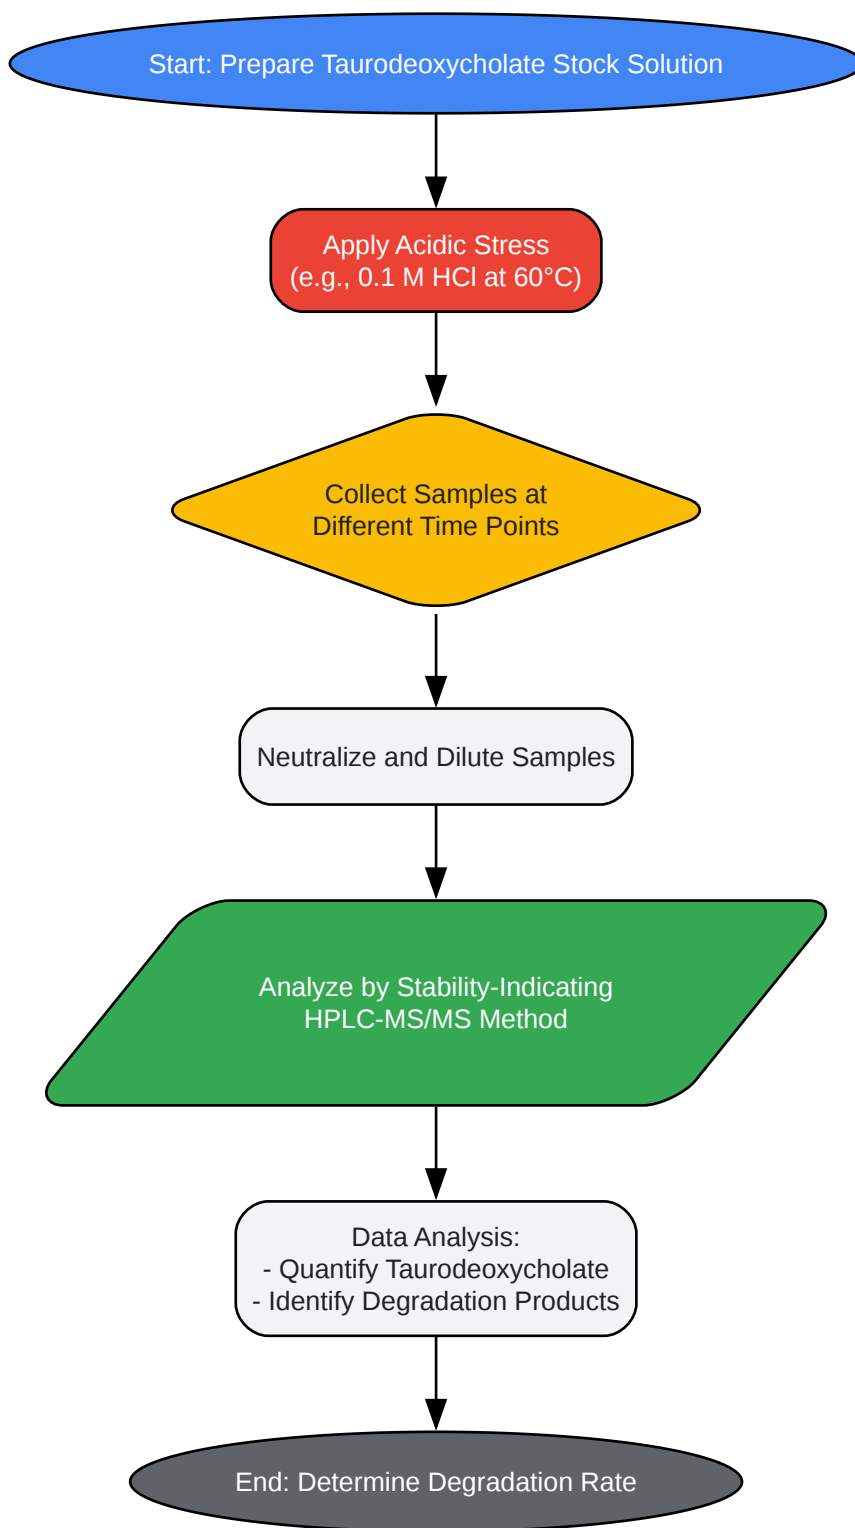 Start: Prepare Taurodeoxycholate Stock Solution
Apply Acidic Stress
(e.g., 0.1 M HCl at 60°C)
Collect Samples at
Different Time Points
Neutralize and Dilute Samples
Analyze by Stability-Indicating
HPLC-MS/MS Method
Data Analysis:
- Quantify Taurodeoxycholate
- Identify Degradation Products
End: Determine Degradation Rate